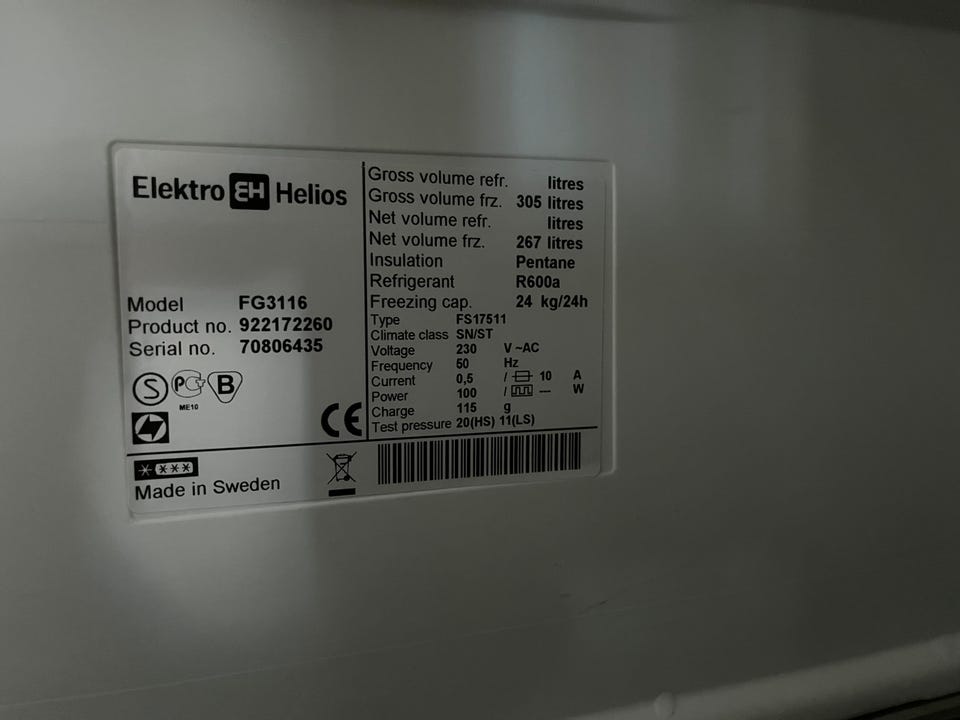 Elektro EH Helios
Model FG3116
Product no. 922172260
Serial no. 70806435
S PCT B
ME10
CE
Gross volume refr. litres
Gross volume frz. 305 litres
Net volume refr. litres
Net volume frz. 267 litres
Insulation Pentane
Refrigerant R600a
Freezing cap. 24 kg/24h
Type FS17511
Climate class SN/ST
Voltage 230 V ~AC
Frequency 50 Hz
Current 0,5 / 10 A
Power 100 / — W
Charge 115 g
Test pressure 20(HS) 11(LS)
Made in Sweden